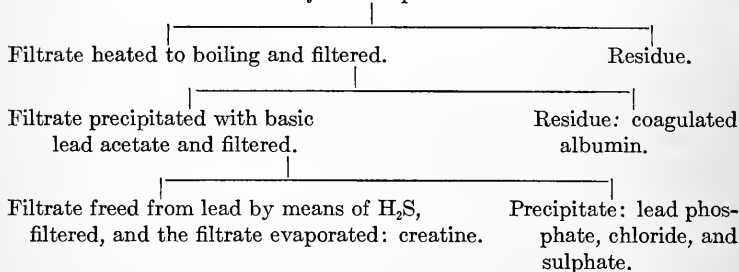 Filtrate heated to boiling and filtered. Residue.
Filtrate precipitated with basic Residue: coagulated
lead acetate and filtered. albumin.
Filtrate freed from lead by means of H₂S, Precipitate: lead phos-
filtered, and the filtrate evaporated: creatine. phate, chloride, and
sulphate.